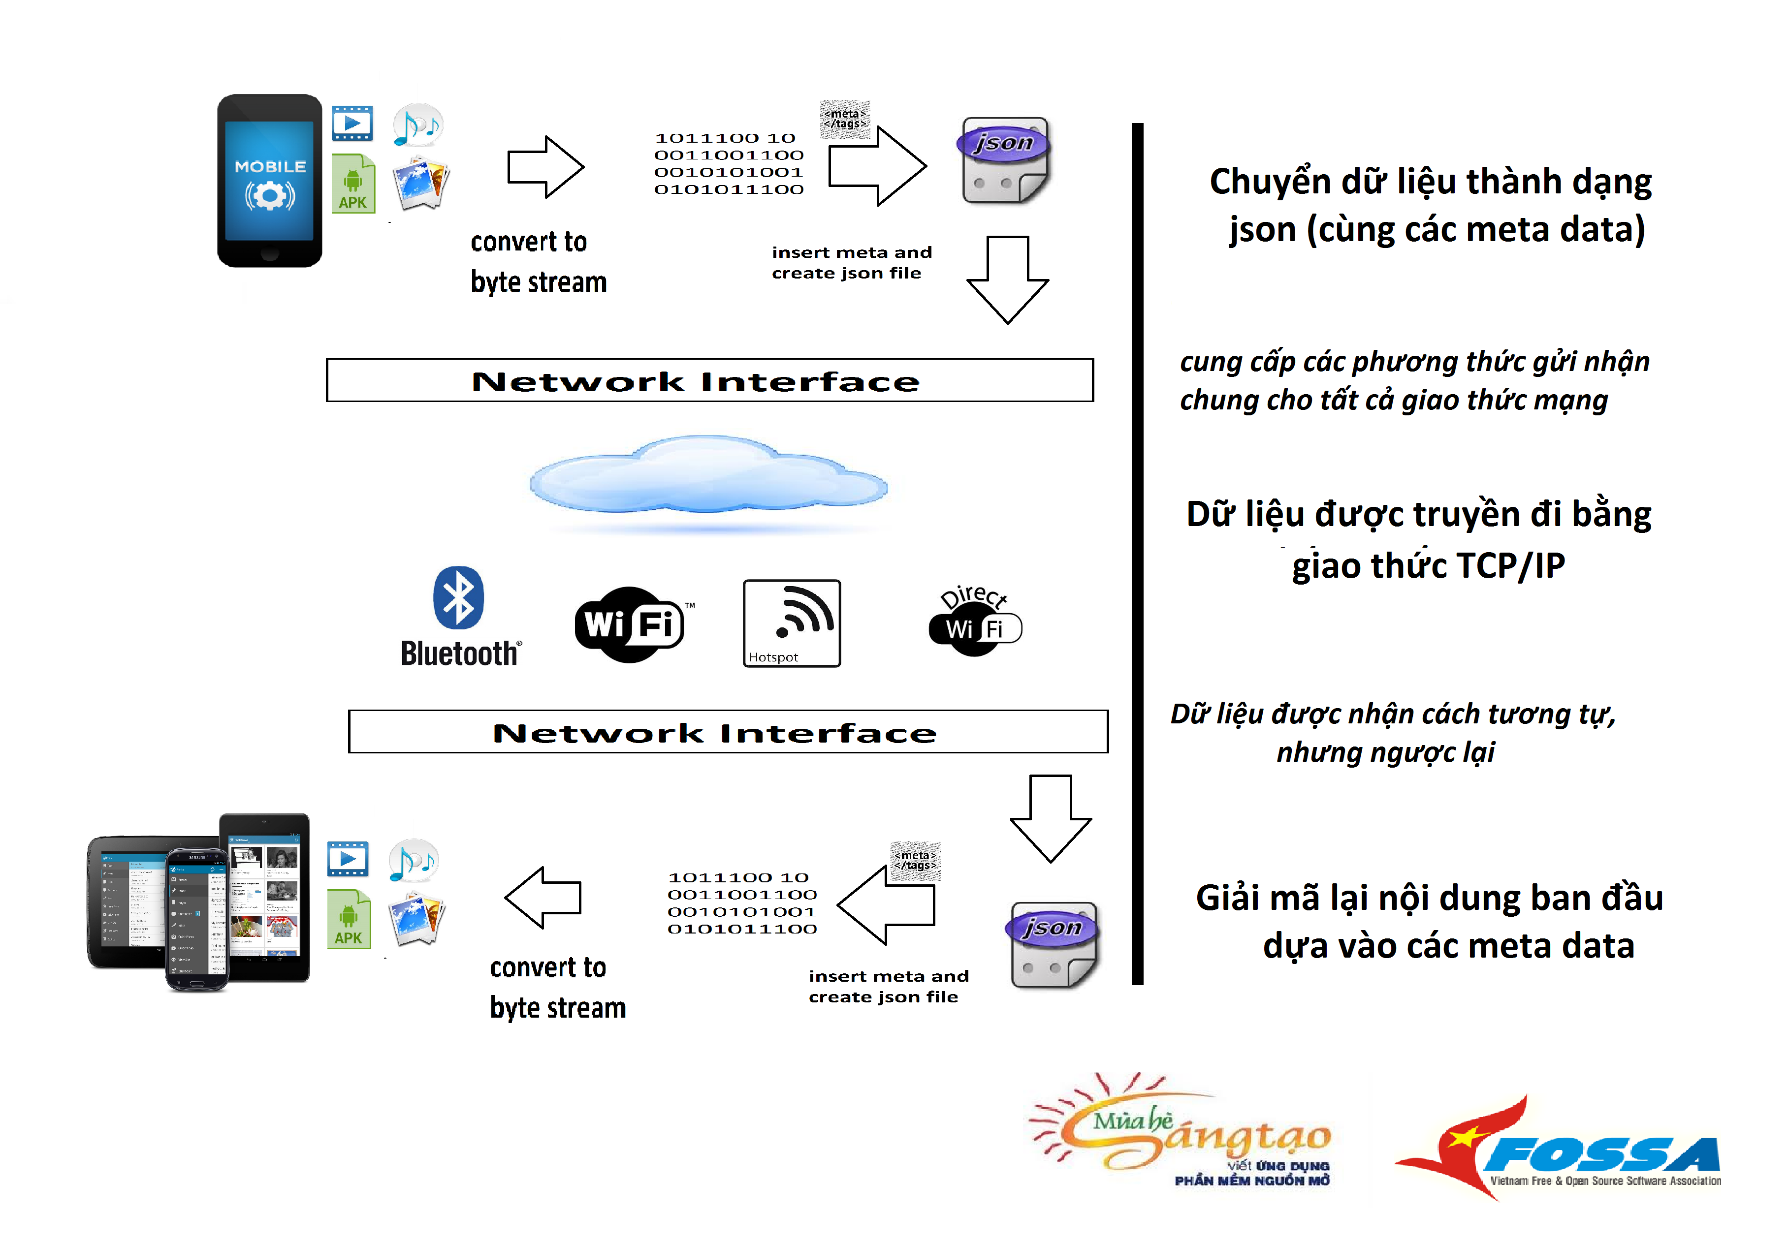 MOBILE
APK
1011100 10
0011001100
0010101001
0101011100
<meta>
</tags>
json
convert to
byte stream
insert meta and
create json file
Chuyển dữ liệu thành dạng
json (cùng các meta data)
Network Interface
cung cấp các phương thức gửi nhận
chung cho tất cả giao thức mạng
Dữ liệu được truyền đi bằng
giao thức TCP/IP
Bluetooth®
Wi Fi™
Hotspot
Direct
Wi Fi
Network Interface
Dữ liệu được nhận cách tương tự,
nhưng ngược lại
APK
1011100 10
0011001100
0010101001
0101011100
<meta>
</tags>
json
convert to
byte stream
insert meta and
create json file
Giải mã lại nội dung ban đầu
dựa vào các meta data
Mùa hè
Sángtạo
viết ỨNG DỤNG
PHẦN MỀM NGUỒN MỞ
FOSSA
Vietnam Free & Open Source Software Association